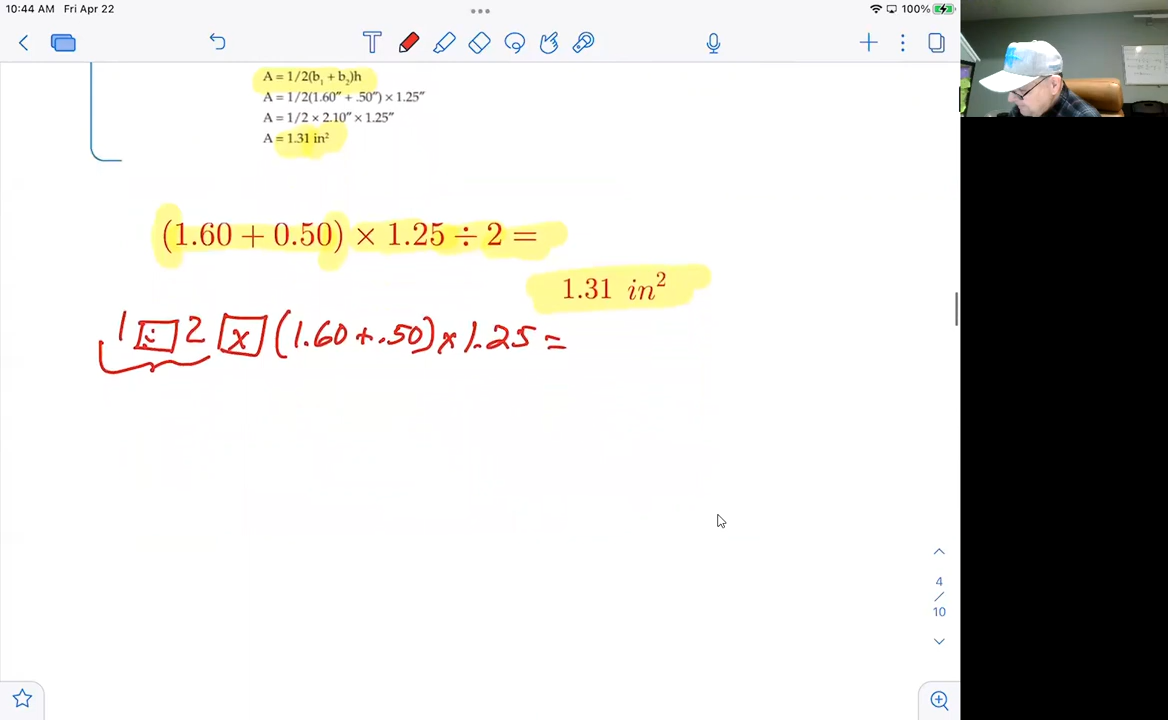 10:44 AM Fri Apr 22
100%
T
A = 1/2(b₁ + b₂)h
A = 1/2(1.60″ + .50″) × 1.25″
A = 1/2 × 2.10″ × 1.25″
A = 1.31 in²
(1.60 + 0.50) × 1.25 ÷ 2 =
1.31 in²
1 ÷ 2 x (1.60 + .50) x 1.25 =
4
/
10